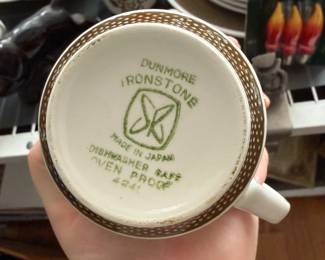 DUNMORE
IRONSTONE
MADE IN JAPAN
DISHWASHER SAFE
OVEN PROOF
4241